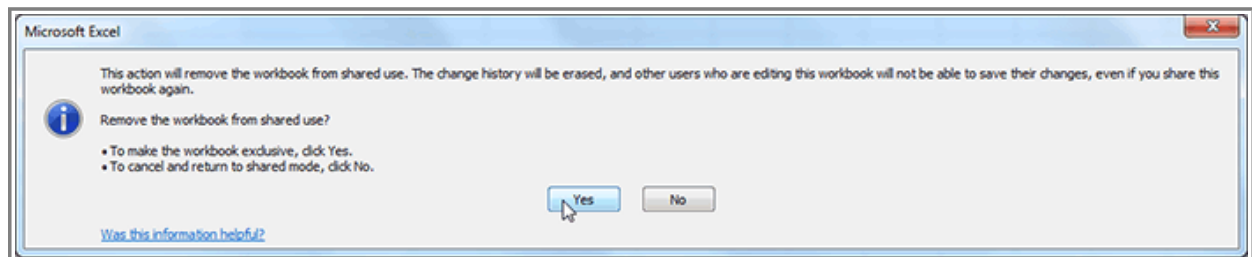 Microsoft Excel
This action will remove the workbook from shared use. The change history will be erased, and other users who are editing this workbook will not be able to save their changes, even if you share this
workbook again.
Remove the workbook from shared use?
• To make the workbook exclusive, click Yes.
• To cancel and return to shared mode, click No.
Yes No
Was this information helpful?